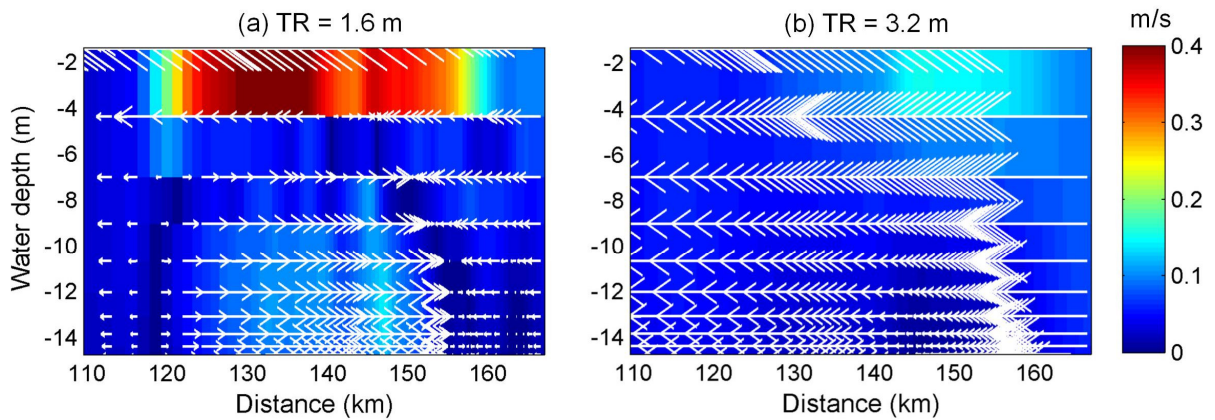 (a) TR = 1.6 m
(b) TR = 3.2 m
m/s
Water depth (m)
-2
-4
-6
-8
-10
-12
-14
110 120 130 140 150 160
Distance (km)
-2
-4
-6
-8
-10
-12
-14
110 120 130 140 150 160
Distance (km)
0.4
0.3
0.2
0.1
0